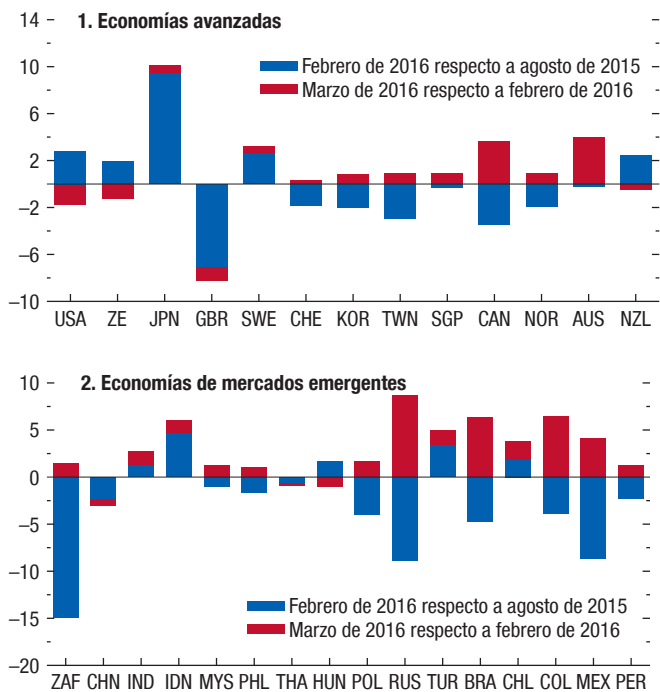 1. Economías avanzadas
14
10
6
2
–2
–6
–10
Febrero de 2016 respecto a agosto de 2015
Marzo de 2016 respecto a febrero de 2016
USA ZE JPN GBR SWE CHE KOR TWN SGP CAN NOR AUS NZL
2. Economías de mercados emergentes
10
5
0
–5
–10
–15
–20
Febrero de 2016 respecto a agosto de 2015
Marzo de 2016 respecto a febrero de 2016
ZAF CHN IND IDN MYS PHL THA HUN POL RUS TUR BRA CHL COL MEX PER